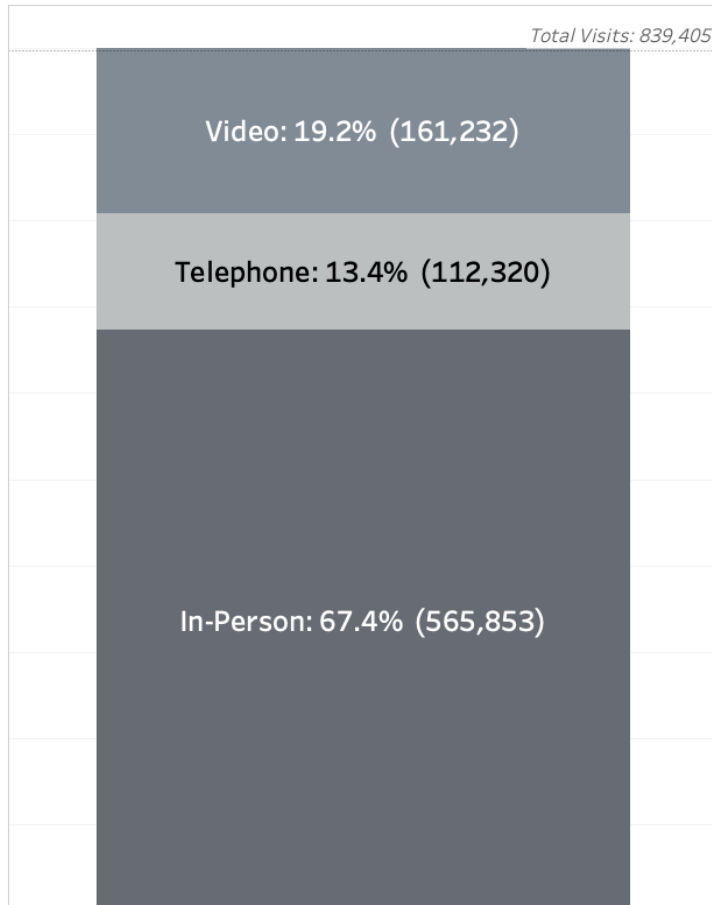 Total Visits: 839,405
Video: 19.2% (161,232)
Telephone: 13.4% (112,320)
In-Person: 67.4% (565,853)